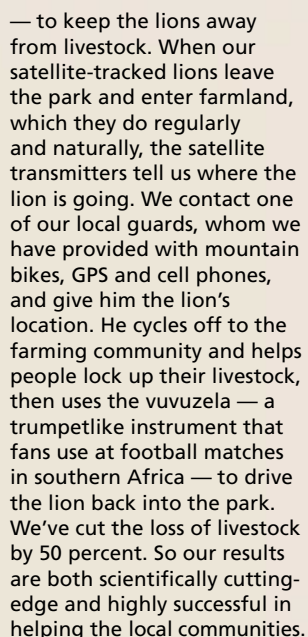 — to keep the lions away
from livestock. When our
satellite-tracked lions leave
the park and enter farmland,
which they do regularly
and naturally, the satellite
transmitters tell us where the
lion is going. We contact one
of our local guards, whom we
have provided with mountain
bikes, GPS and cell phones,
and give him the lion’s
location. He cycles off to the
farming community and helps
people lock up their livestock,
then uses the vuvuzela — a
trumpetlike instrument that
fans use at football matches
in southern Africa — to drive
the lion back into the park.
We’ve cut the loss of livestock
by 50 percent. So our results
are both scientifically cutting-
edge and highly successful in
helping the local communities.